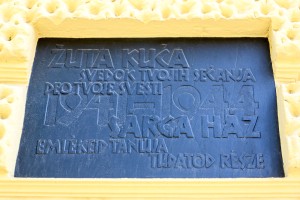 ŽUTA KUĆA
SVEDOK TVOJIH SEĆANJA
DEO TVOJE SVESTI
1941-1944
SÁRGA HÁZ
EMLÉKED TANÚJA
TUDATOD RÉSZE